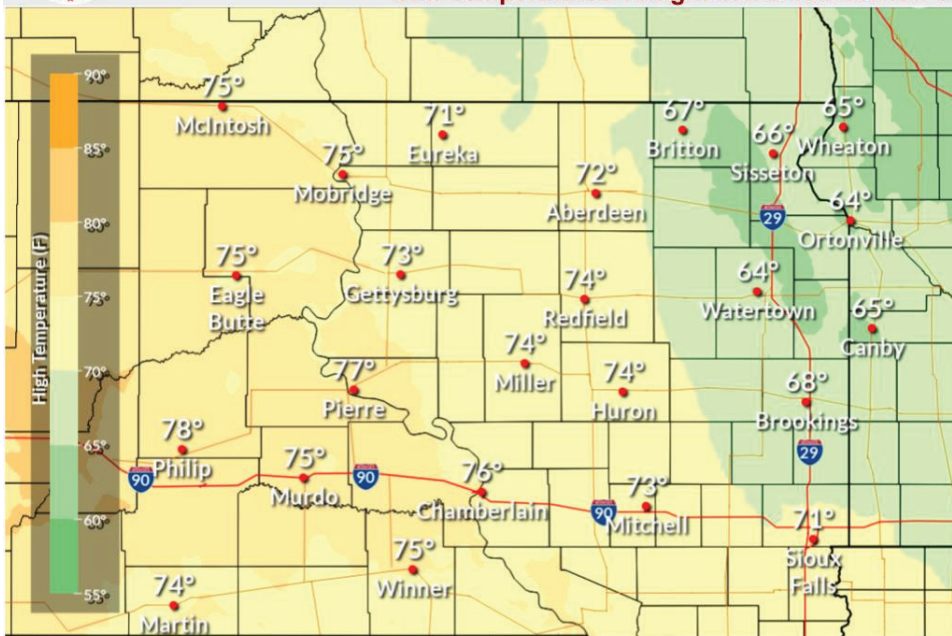 High Temperature (F)
90°
85°
80°
75°
70°
65°
60°
55°
75°
McIntosh
71°
Eureka
67°
Britton
66°
Sisseton
65°
Wheaton
75°
Mobridge
72°
Aberdeen
29
64°
Ortonville
75°
Eagle
Butte
73°
Gettysburg
74°
Redfield
64°
Watertown
65°
Canby
74°
Miller
74°
Huron
77°
Pierre
68°
Brookings
29
78°
Philip
90
75°
Murdo
90
76°
Chamberlain
90
73°
Mitchell
71°
Sioux
Falls
75°
Winner
74°
Martin